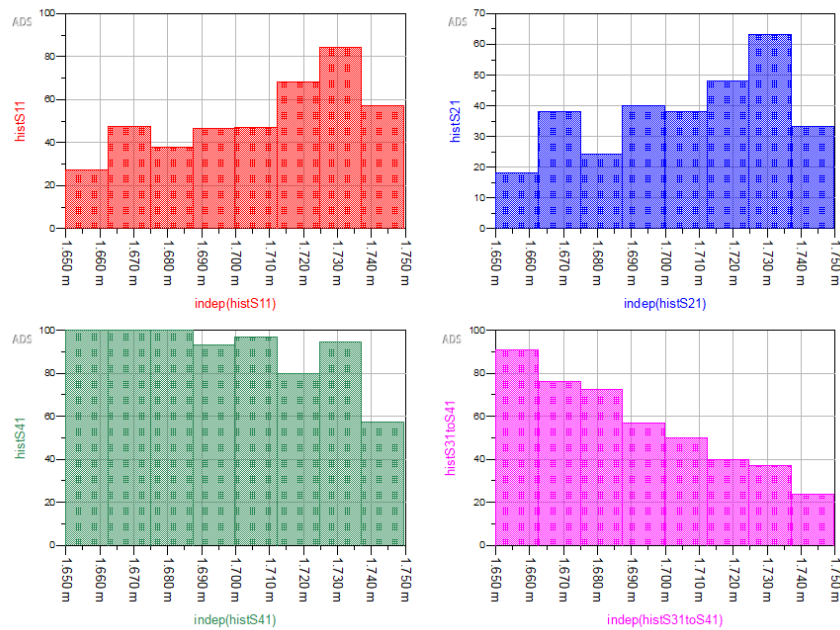 ADS
100
80
60
40
20
0
histS11
1.650 m
1.660 m
1.670 m
1.680 m
1.690 m
1.700 m
1.710 m
1.720 m
1.730 m
1.740 m
1.750 m
indep(histS11)
ADS
70
60
50
40
30
20
10
0
histS21
1.650 m
1.660 m
1.670 m
1.680 m
1.690 m
1.700 m
1.710 m
1.720 m
1.730 m
1.740 m
1.750 m
indep(histS21)
ADS
100
80
60
40
20
0
histS41
1.650 m
1.660 m
1.670 m
1.680 m
1.690 m
1.700 m
1.710 m
1.720 m
1.730 m
1.740 m
1.750 m
indep(histS41)
ADS
100
80
60
40
20
0
histS31toS41
1.650 m
1.660 m
1.670 m
1.680 m
1.690 m
1.700 m
1.710 m
1.720 m
1.730 m
1.740 m
1.750 m
indep(histS31toS41)